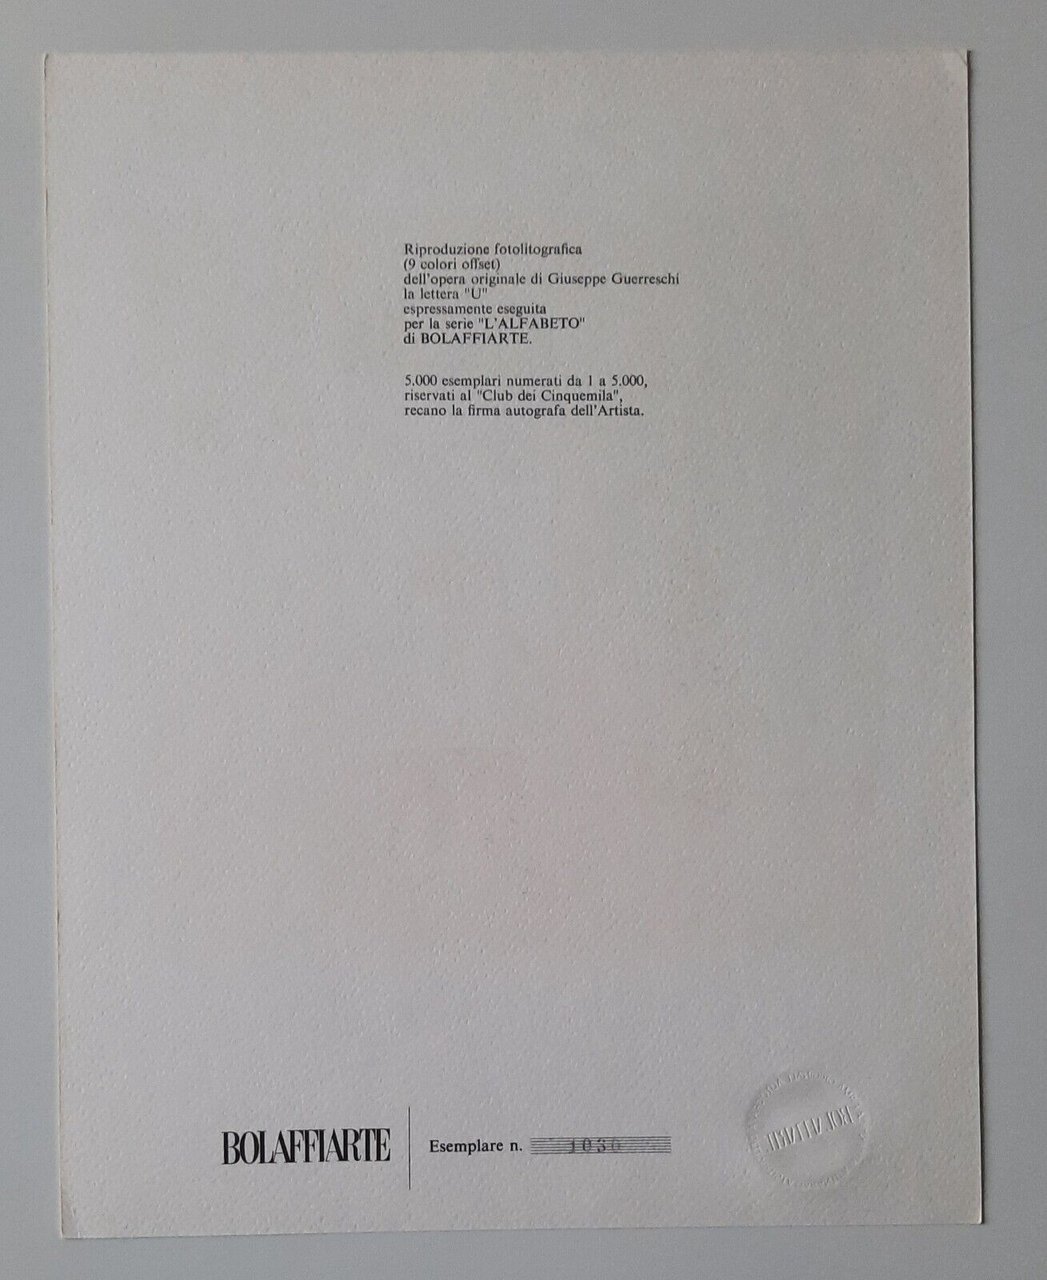 Riproduzione fotolitografica
(9 colori offset)
dell'opera originale di Giuseppe Guerreschi
la lettera "U"
espressamente eseguita
per la serie "L'ALFABETO"
di BOLAFFIARTE.
5.000 esemplari numerati da 1 a 5.000,
riservati al "Club dei Cinquemila",
recano la firma autografa dell'Artista.
BOLAFFIARTE
Esemplare n. 1030